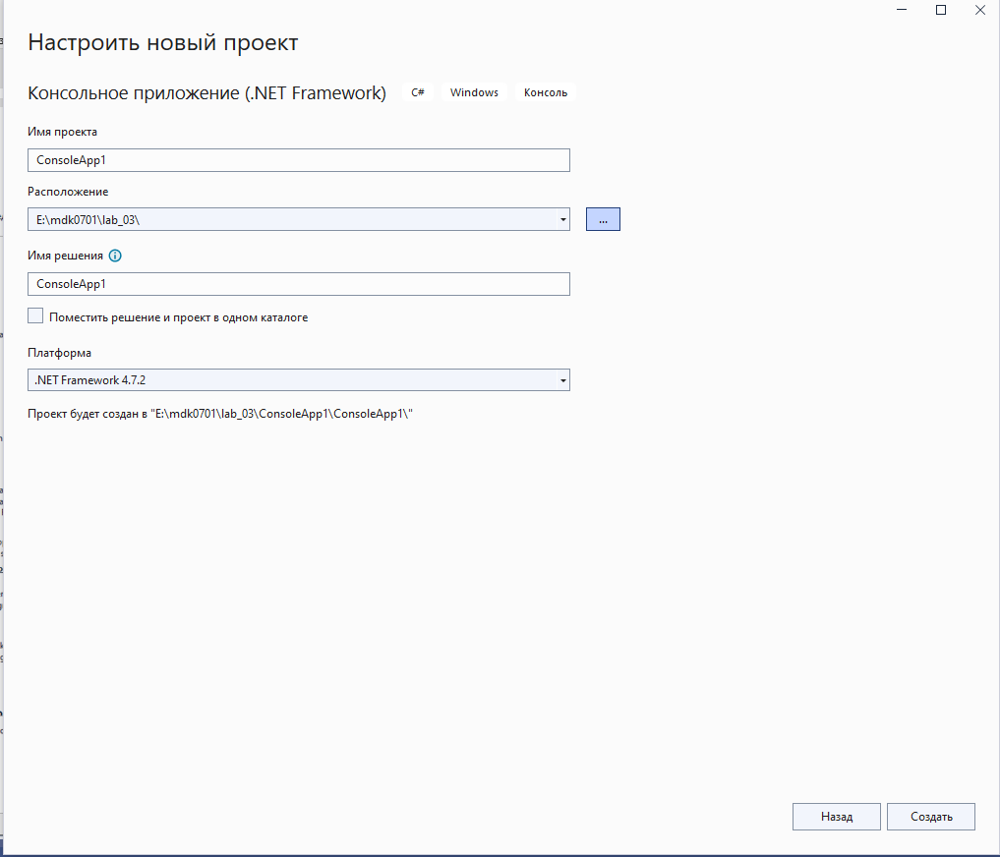 Настроить новый проект
Консольное приложение (.NET Framework) C# Windows Консоль
Имя проекта
ConsoleApp1
Расположение
E:\mdk0701\lab_03\
...
Имя решения
ConsoleApp1
Поместить решение и проект в одном каталоге
Платформа
.NET Framework 4.7.2
Проект будет создан в "E:\mdk0701\lab_03\ConsoleApp1\ConsoleApp1\"
Назад Создать